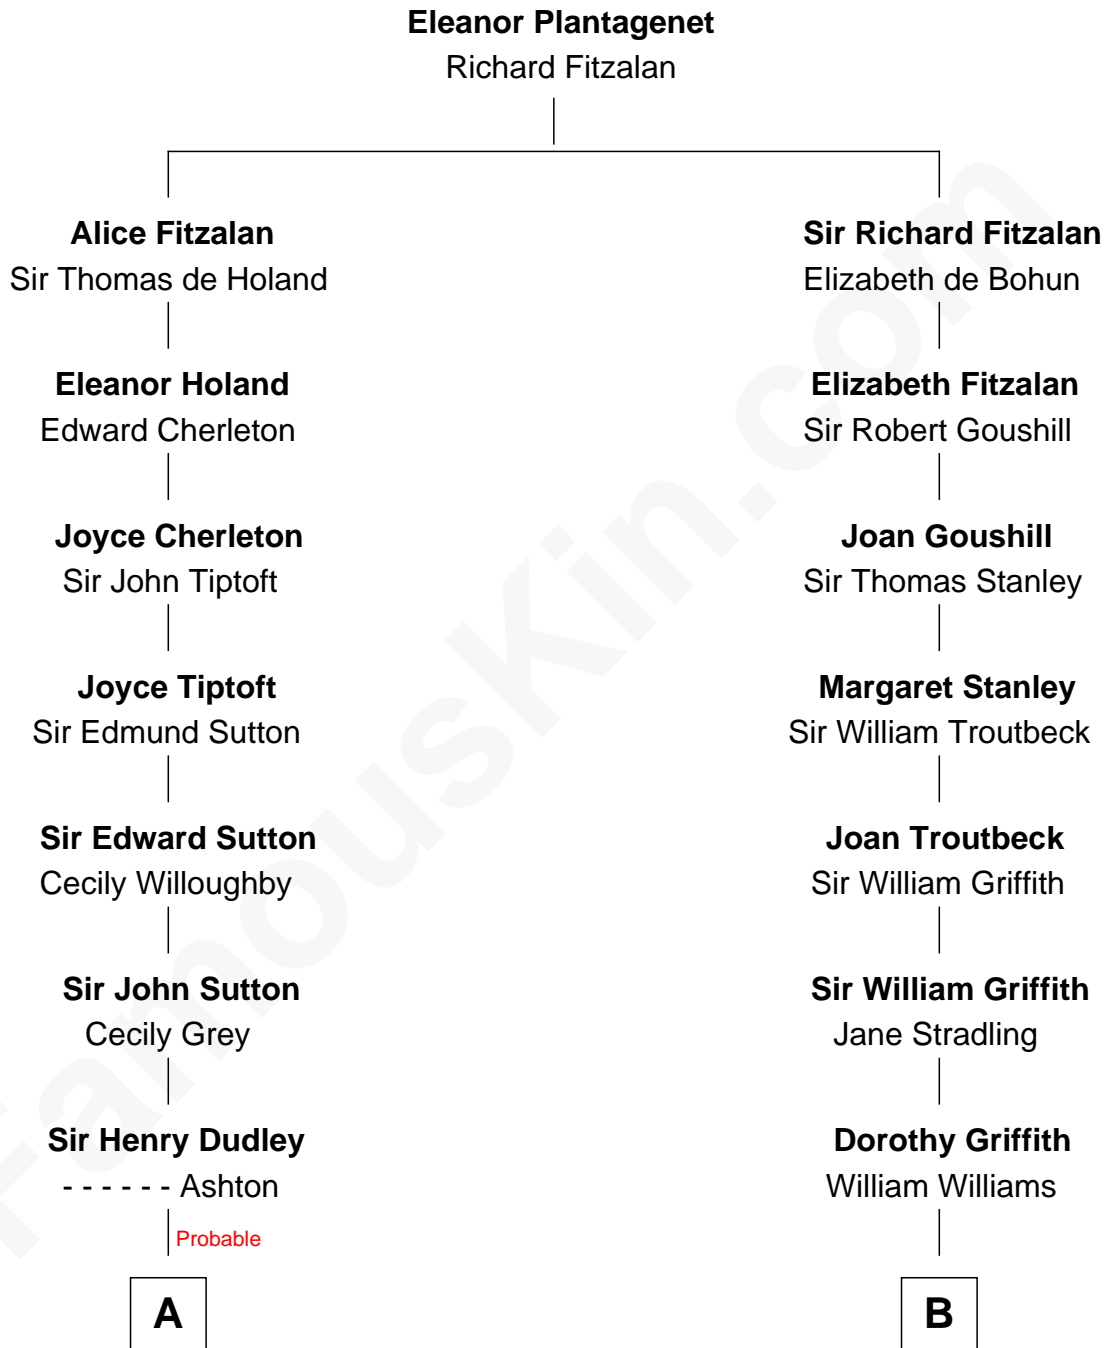 Eleanor Plantagenet
Richard Fitzalan
Alice Fitzalan
Sir Thomas de Holand
Eleanor Holand
Edward Cherleton
Joyce Cherleton
Sir John Tiptoft
Joyce Tiptoft
Sir Edmund Sutton
Sir Edward Sutton
Cecily Willoughby
Sir John Sutton
Cecily Grey
Sir Henry Dudley
- - - - - - Ashton
Probable
A
Sir Richard Fitzalan
Elizabeth de Bohun
Elizabeth Fitzalan
Sir Robert Goushill
Joan Goushill
Sir Thomas Stanley
Margaret Stanley
Sir William Troutbeck
Joan Troutbeck
Sir William Griffith
Sir William Griffith
Jane Stradling
Dorothy Griffith
William Williams
B
FamousKin.com